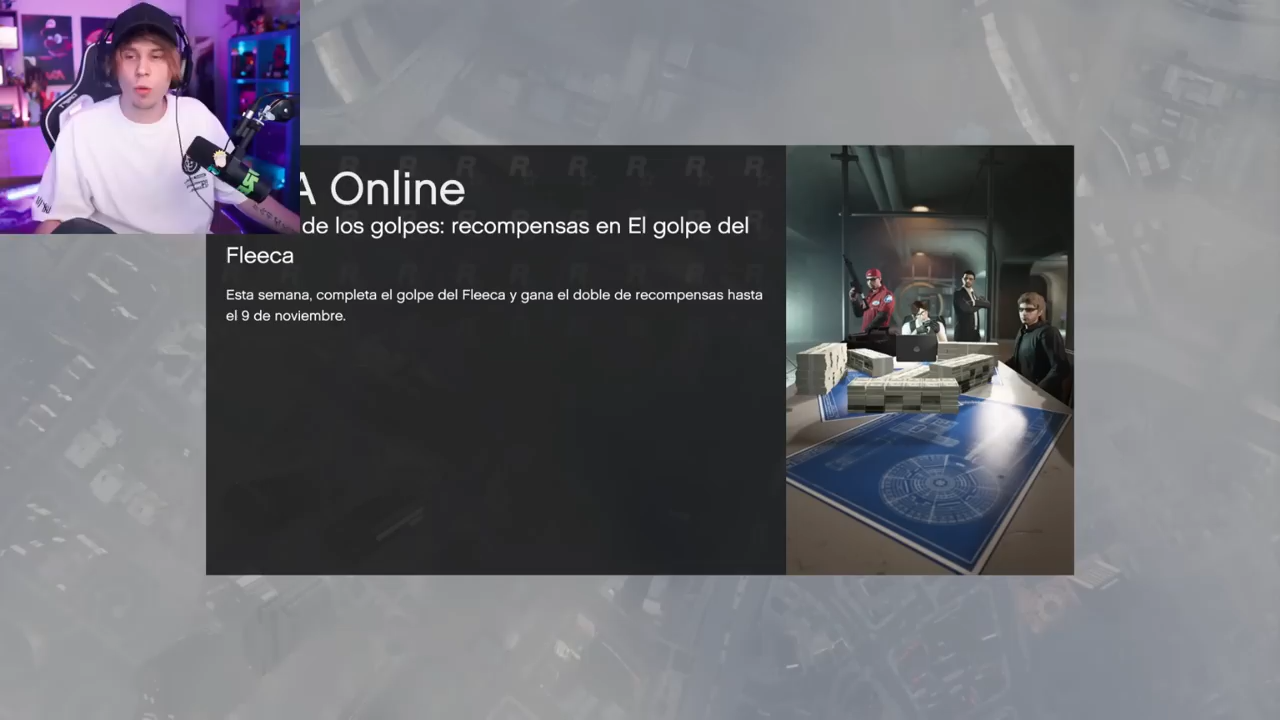 A Online
de los golpes: recompensas en El golpe del
Fleeca
Esta semana, completa el golpe del Fleeca y gana el doble de recompensas hasta
el 9 de noviembre.